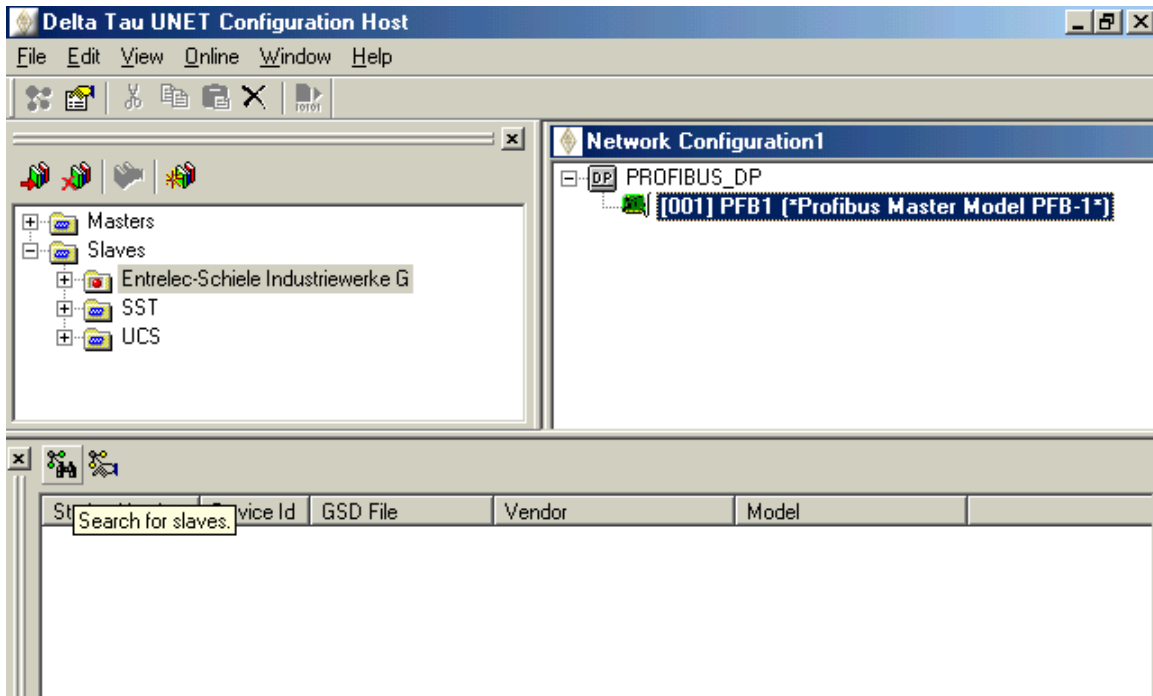 Delta Tau UNET Configuration Host
File Edit View Online Window Help
Network Configuration1
DP PROFIBUS_DP
[001] PFB1 (*Profibus Master Model PFB-1*)
Masters
Slaves
Entrelec-Schiele Industriewerke G
SST
UCS
Id GSD File Vendor Model
Search for slaves.